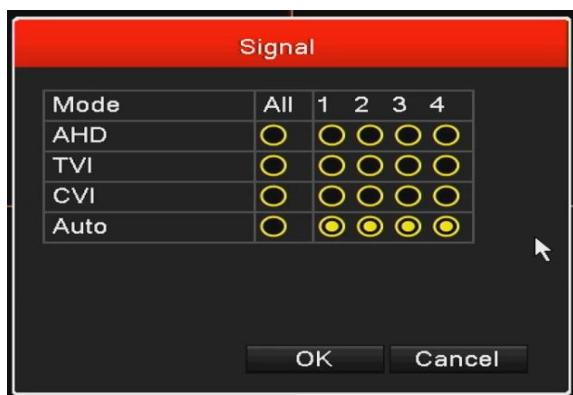 Signal
Mode All 1 2 3 4
AHD
TVI
CVI
Auto
OK Cancel